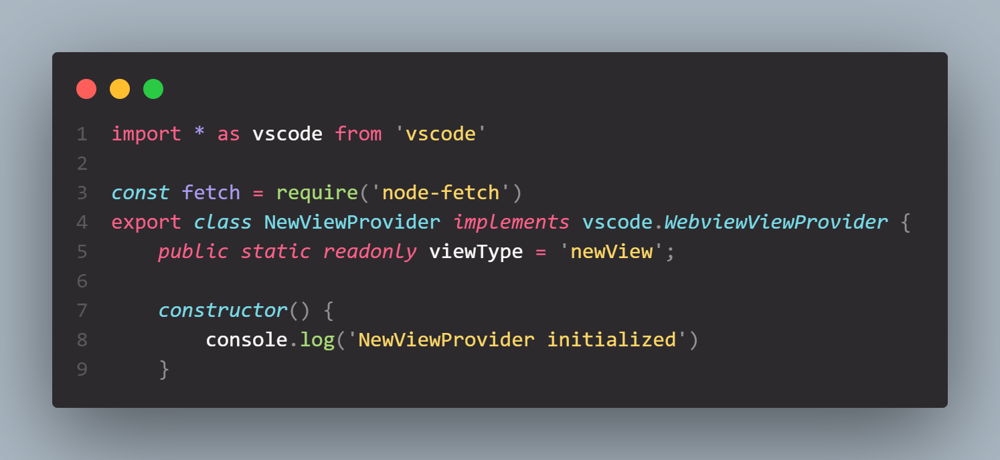 1 import * as vscode from 'vscode'
2
3 const fetch = require('node-fetch')
4 export class NewViewProvider implements vscode.WebviewViewProvider {
5     public static readonly viewType = 'newView';
6
7     constructor() {
8         console.log('NewViewProvider initialized')
9     }